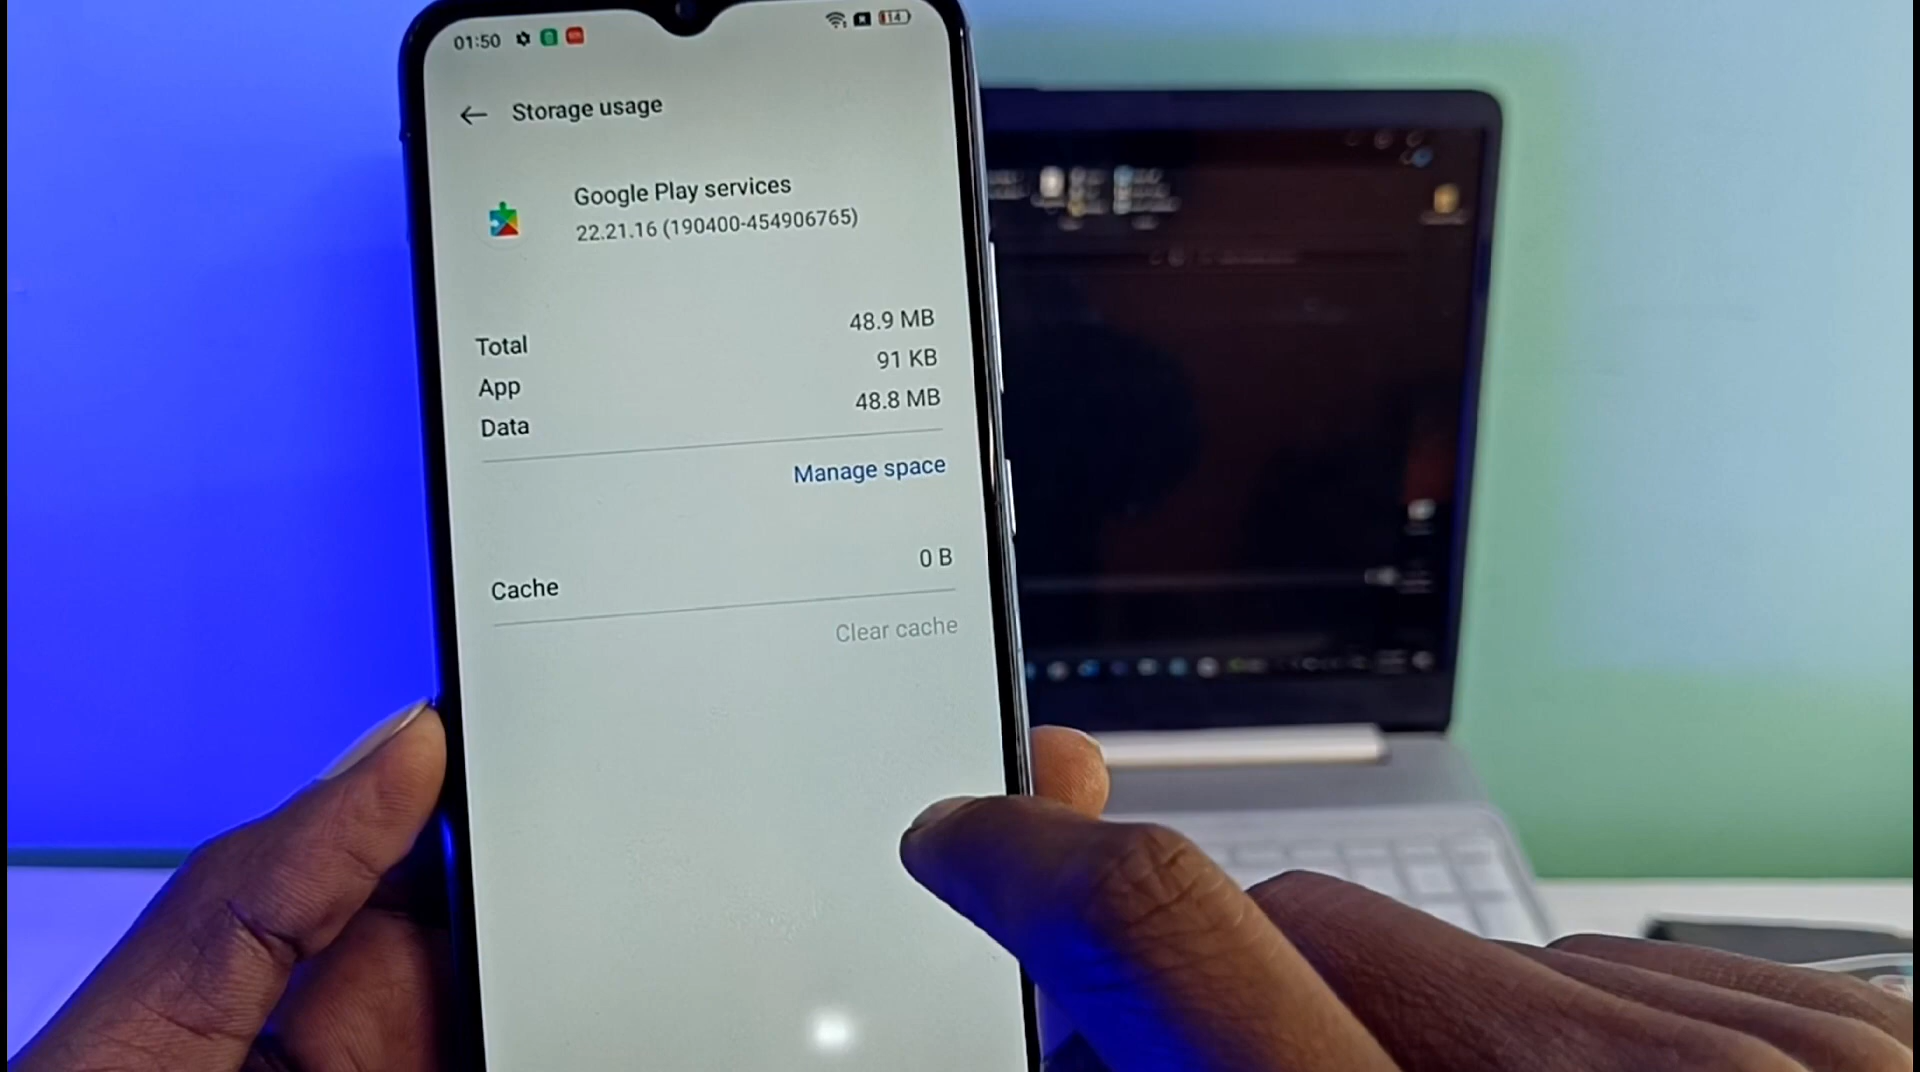 01:50
14
Storage usage
Google Play services
22.21.16 (190400-454906765)
Total 48.9 MB
App 91 KB
Data 48.8 MB
Manage space
Cache 0 B
Clear cache